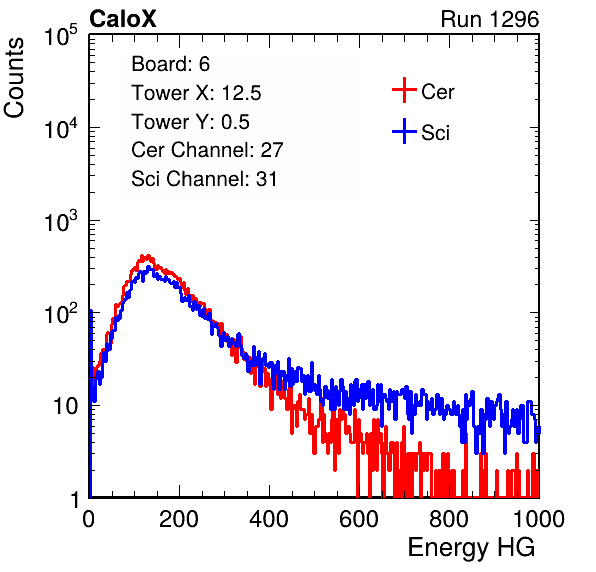 CaloX Run 1296
Counts
Board: 6
Tower X: 12.5
Tower Y: 0.5
Cer Channel: 27
Sci Channel: 31
Cer
Sci
10^5
10^4
10^3
10^2
10
1
0 200 400 600 800 1000
Energy HG